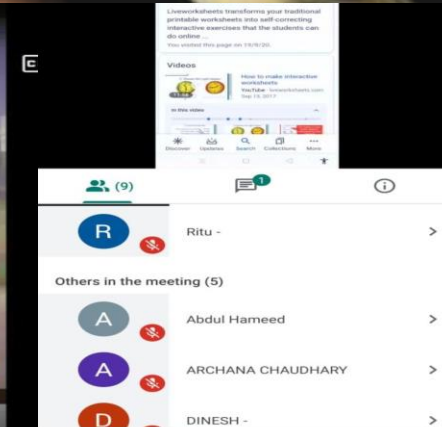 Liveworksheets transforms your traditional
printable worksheets into self-correcting
interactive exercises that the students can
do online ...
You visited this page on 19/9/20.
Videos
How to make interactive
worksheets
YouTube · liveworksheets.com
Sep 13, 2017
In this video
Discover Updates Search Collections More
(9)
1
R
Ritu -
Others in the meeting (5)
A
Abdul Hameed
A
ARCHANA CHAUDHARY
D
DINESH -